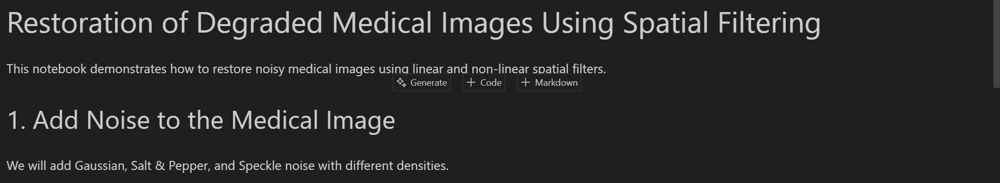 Restoration of Degraded Medical Images Using Spatial Filtering
This notebook demonstrates how to restore noisy medical images using linear and non-linear spatial filters.
Generate
Code
Markdown
1. Add Noise to the Medical Image
We will add Gaussian, Salt & Pepper, and Speckle noise with different densities.